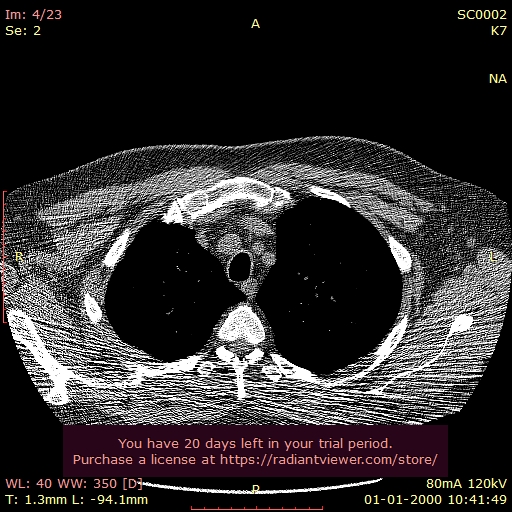 Im: 4/23
Se: 2
A
SC0002
K7
NA
R
L
You have 20 days left in your trial period.
Purchase a license at https://radiantviewer.com/store/
WL: 40 WW: 350 [D]
T: 1.3mm L: -94.1mm
P
80mA 120kV
01-01-2000 10:41:49